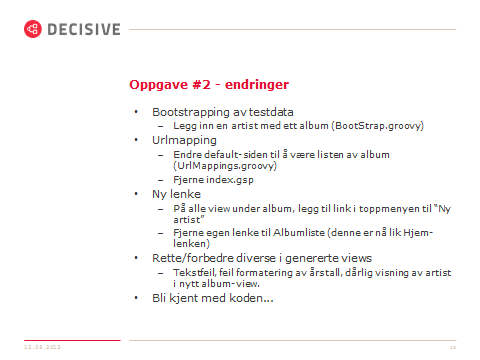 DECISIVE
Oppgave #2 - endringer
• Bootstrapping av testdata
– Legg inn en artist med ett album (BootStrap.groovy)
• Urlmapping
– Endre default-siden til å være listen av album
(UrlMappings.groovy)
– Fjerne index.gsp
• Ny lenke
– På alle view under album, legg til link i toppmenyen til “Ny
artist”
– Fjerne egen lenke til Albumliste (denne er nå lik Hjem-
lenken)
• Rette/forbedre diverse i genererte views
– Tekstfeil, feil formatering av årstall, dårlig visning av artist
i nytt album-view.
• Bli kjent med koden...